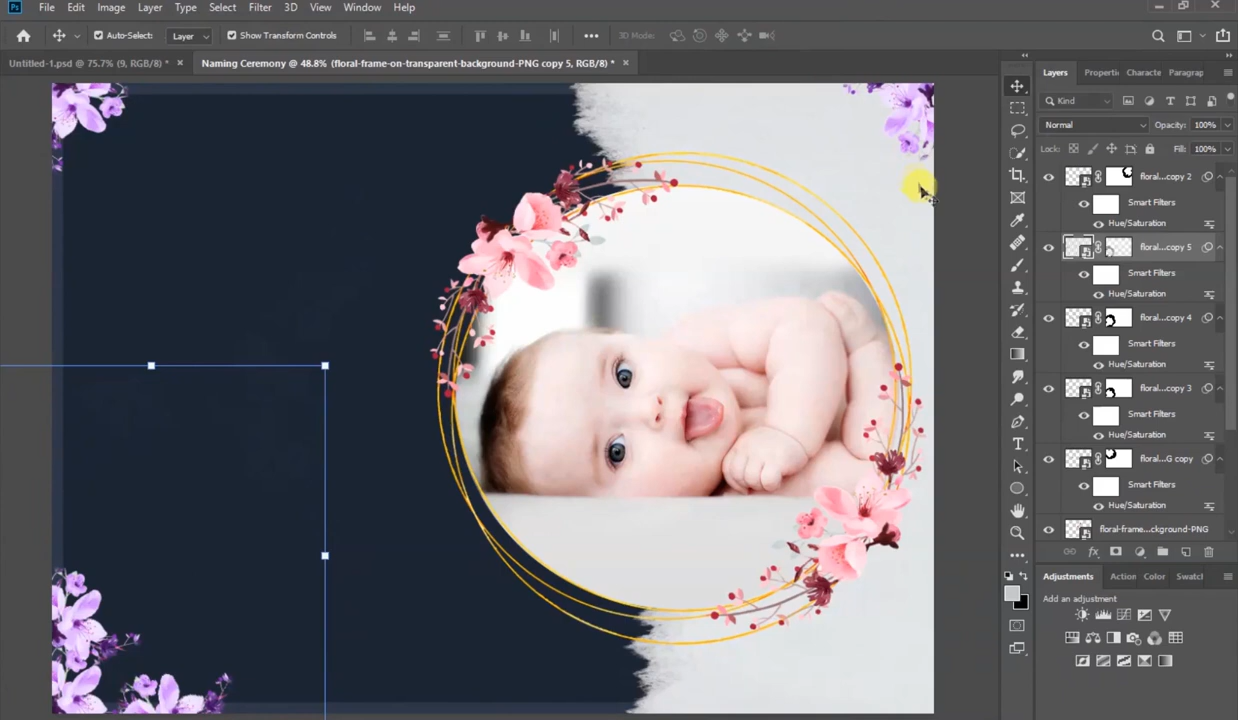 File Edit Image Layer Type Select Filter 3D View Window Help
Auto-Select: Layer Show Transform Controls 3D Mode:
Untitled-1.psd @ 75.7% (9, RGB/8) * × Naming Ceremony @ 48.8% (floral-frame-on-transparent-background-PNG copy 5, RGB/8) * ×
Layers Properti Characte Paragrap
Kind
Normal Opacity: 100%
Lock: Fill: 100%
floral...copy 2
Smart Filters
Hue/Saturation
floral...copy 5
Smart Filters
Hue/Saturation
floral...copy 4
Smart Filters
Hue/Saturation
floral...copy 3
Smart Filters
Hue/Saturation
floral...G copy
Smart Filters
Hue/Saturation
floral-frame...ckground-PNG
Adjustments Action Color Swatcl
Add an adjustment